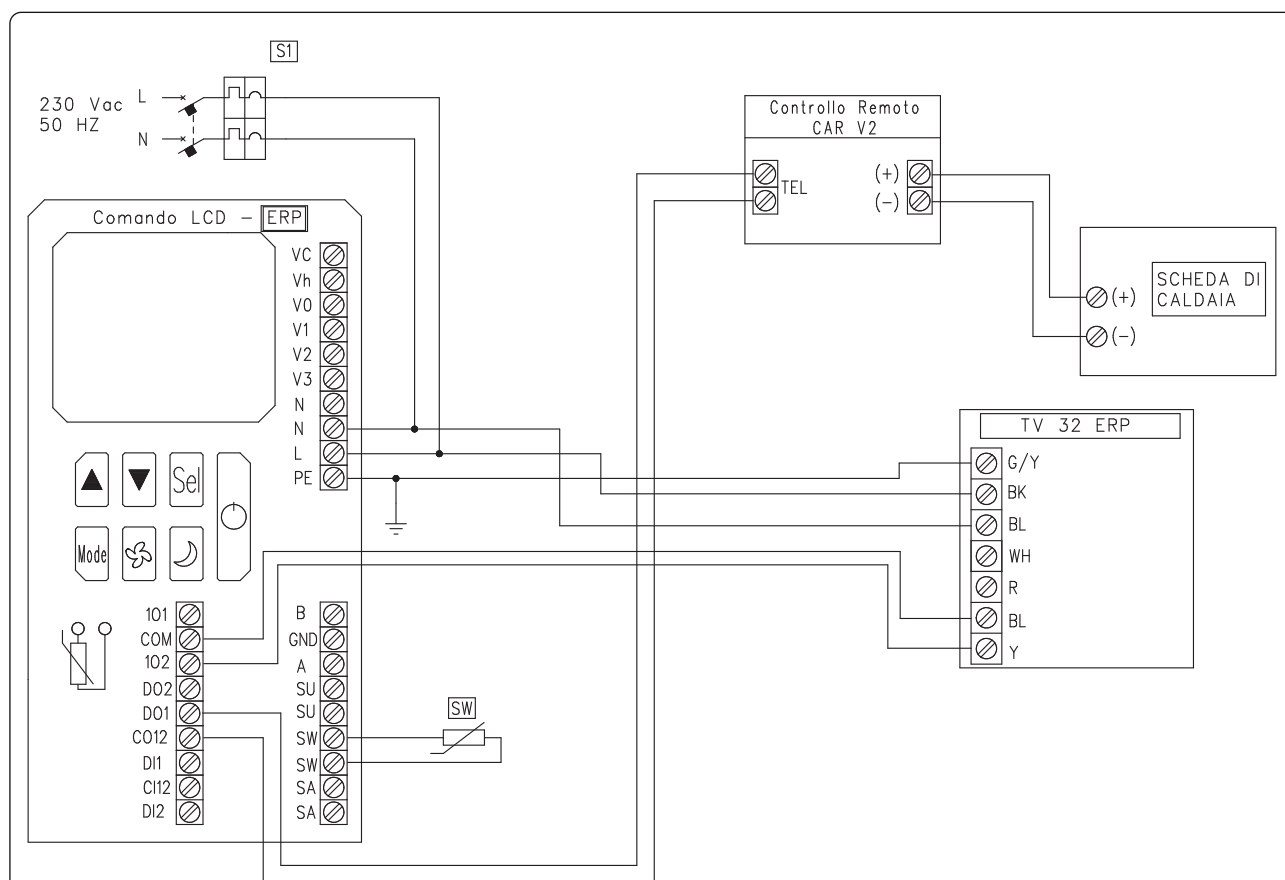 S1
230 Vac
50 HZ
L
N
Controllo Remoto
CAR V2
TEL
(+)
(-)
SCHEDA DI
CALDAIA
(+)
(-)
Comando LCD - ERP
VC
Vh
V0
V1
V2
V3
N
N
L
PE
Sel
Mode
TV 32 ERP
G/Y
BK
BL
WH
R
BL
Y
1O1
COM
1O2
DO2
DO1
CO12
DI1
CI12
DI2
B
GND
A
SU
SU
SW
SW
SA
SA
SW